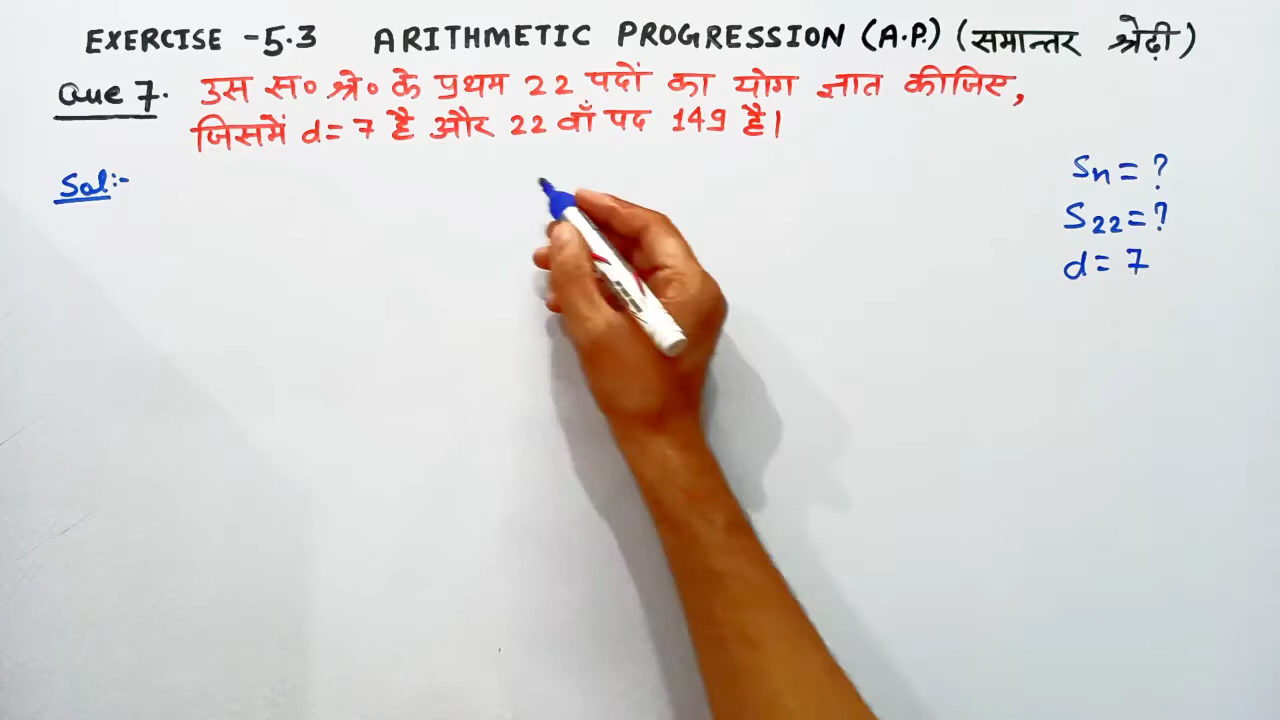 EXERCISE -5.3 ARITHMETIC PROGRESSION (A.P.) (समान्तर श्रेढ़ी)
Que 7. उस स० श्रे० के प्रथम 22 पदों का योग ज्ञात कीजिए,
जिसमें d = 7 है और 22 वाँ पद 149 है।
Sol:-
Sn = ?
S22 = ?
d = 7